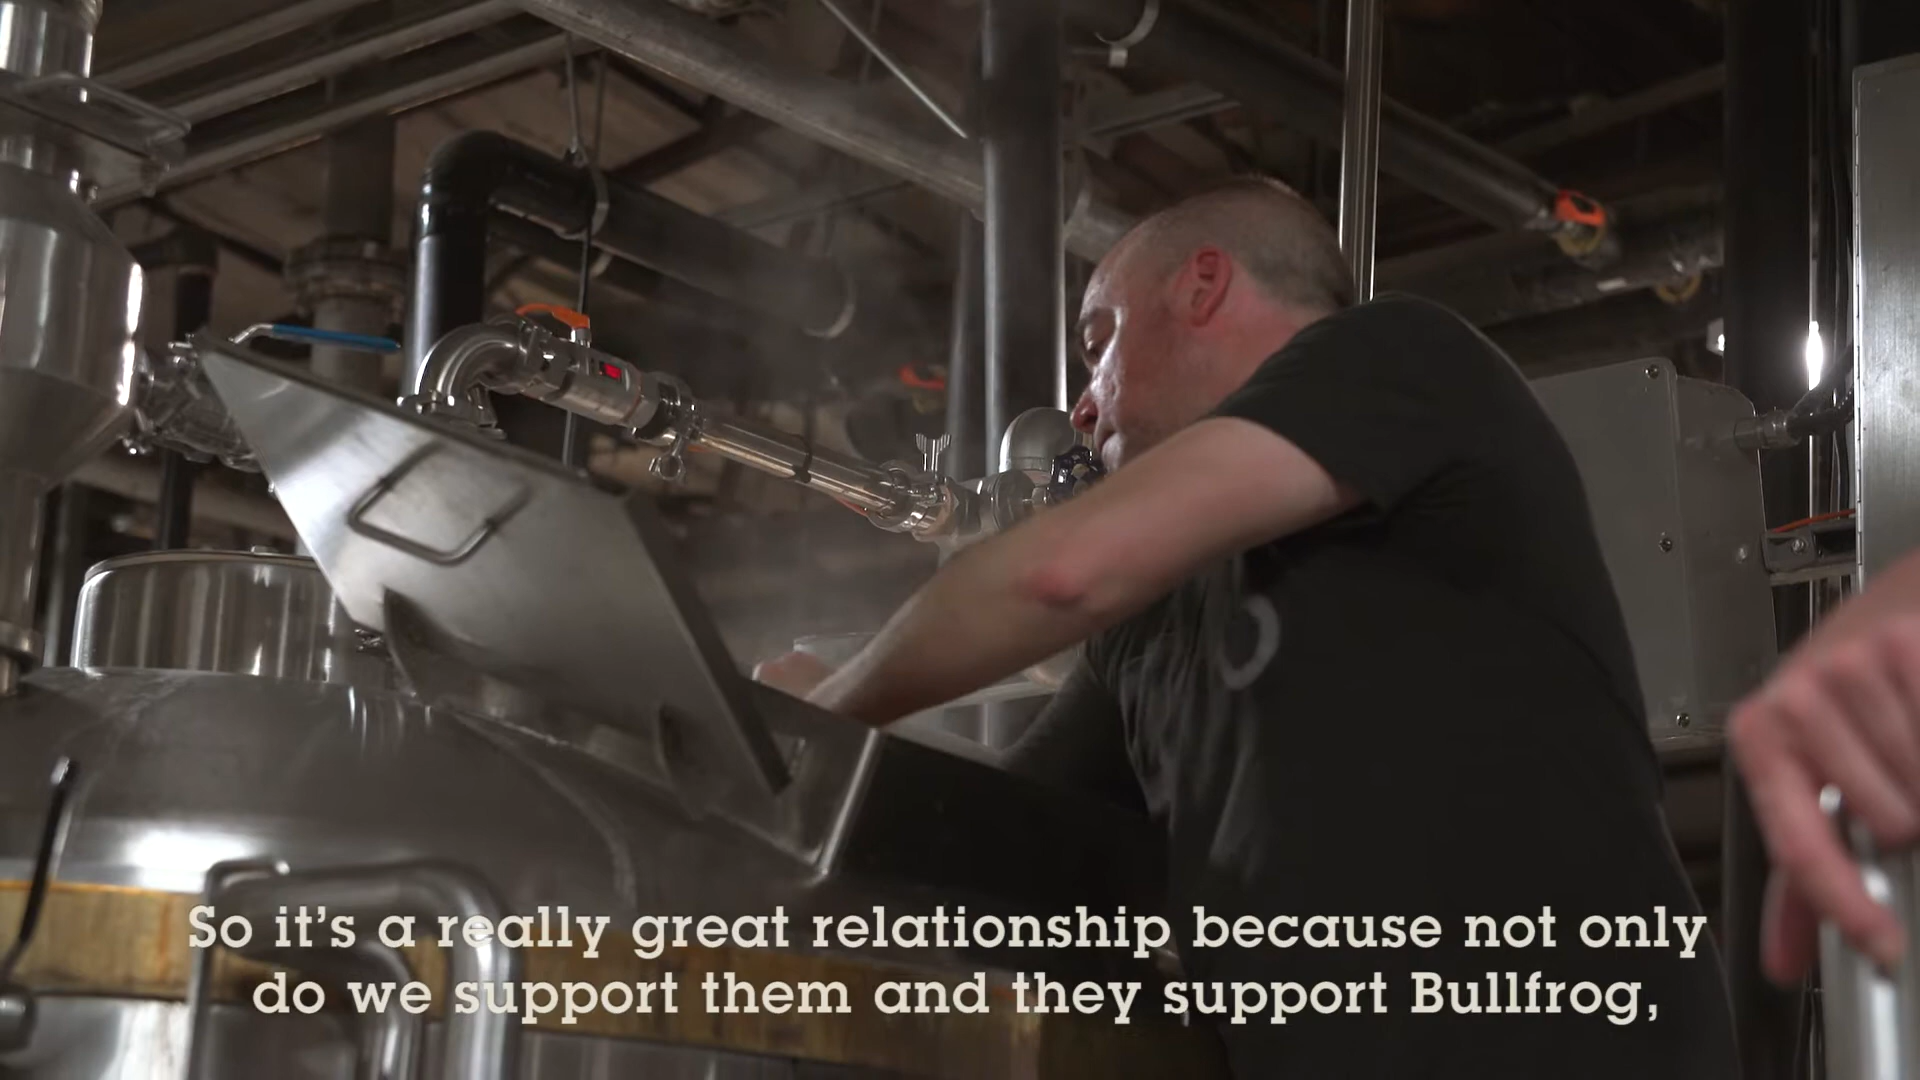 So it's a really great relationship because not only
do we support them and they support Bullfrog,